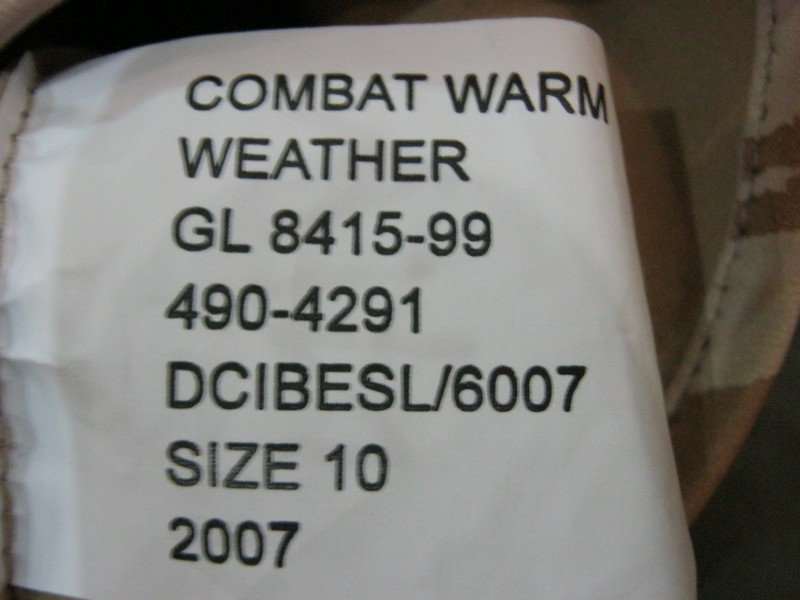 COMBAT WARM
WEATHER
GL 8415-99
490-4291
DCIBESL/6007
SIZE 10
2007